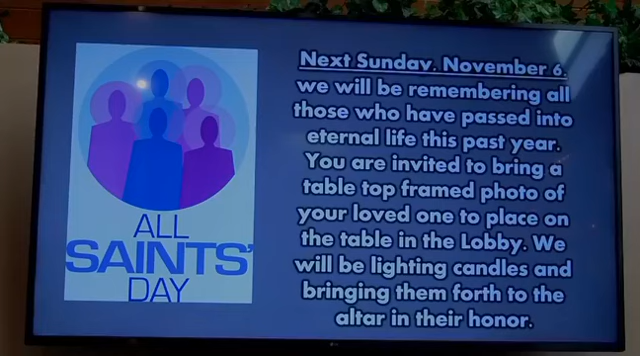 ALL
SAINTS'
DAY
Next Sunday, November 6,
we will be remembering all
those who have passed into
eternal life this past year.
You are invited to bring a
table top framed photo of
your loved one to place on
the table in the Lobby. We
will be lighting candles and
bringing them forth to the
altar in their honor.
LG